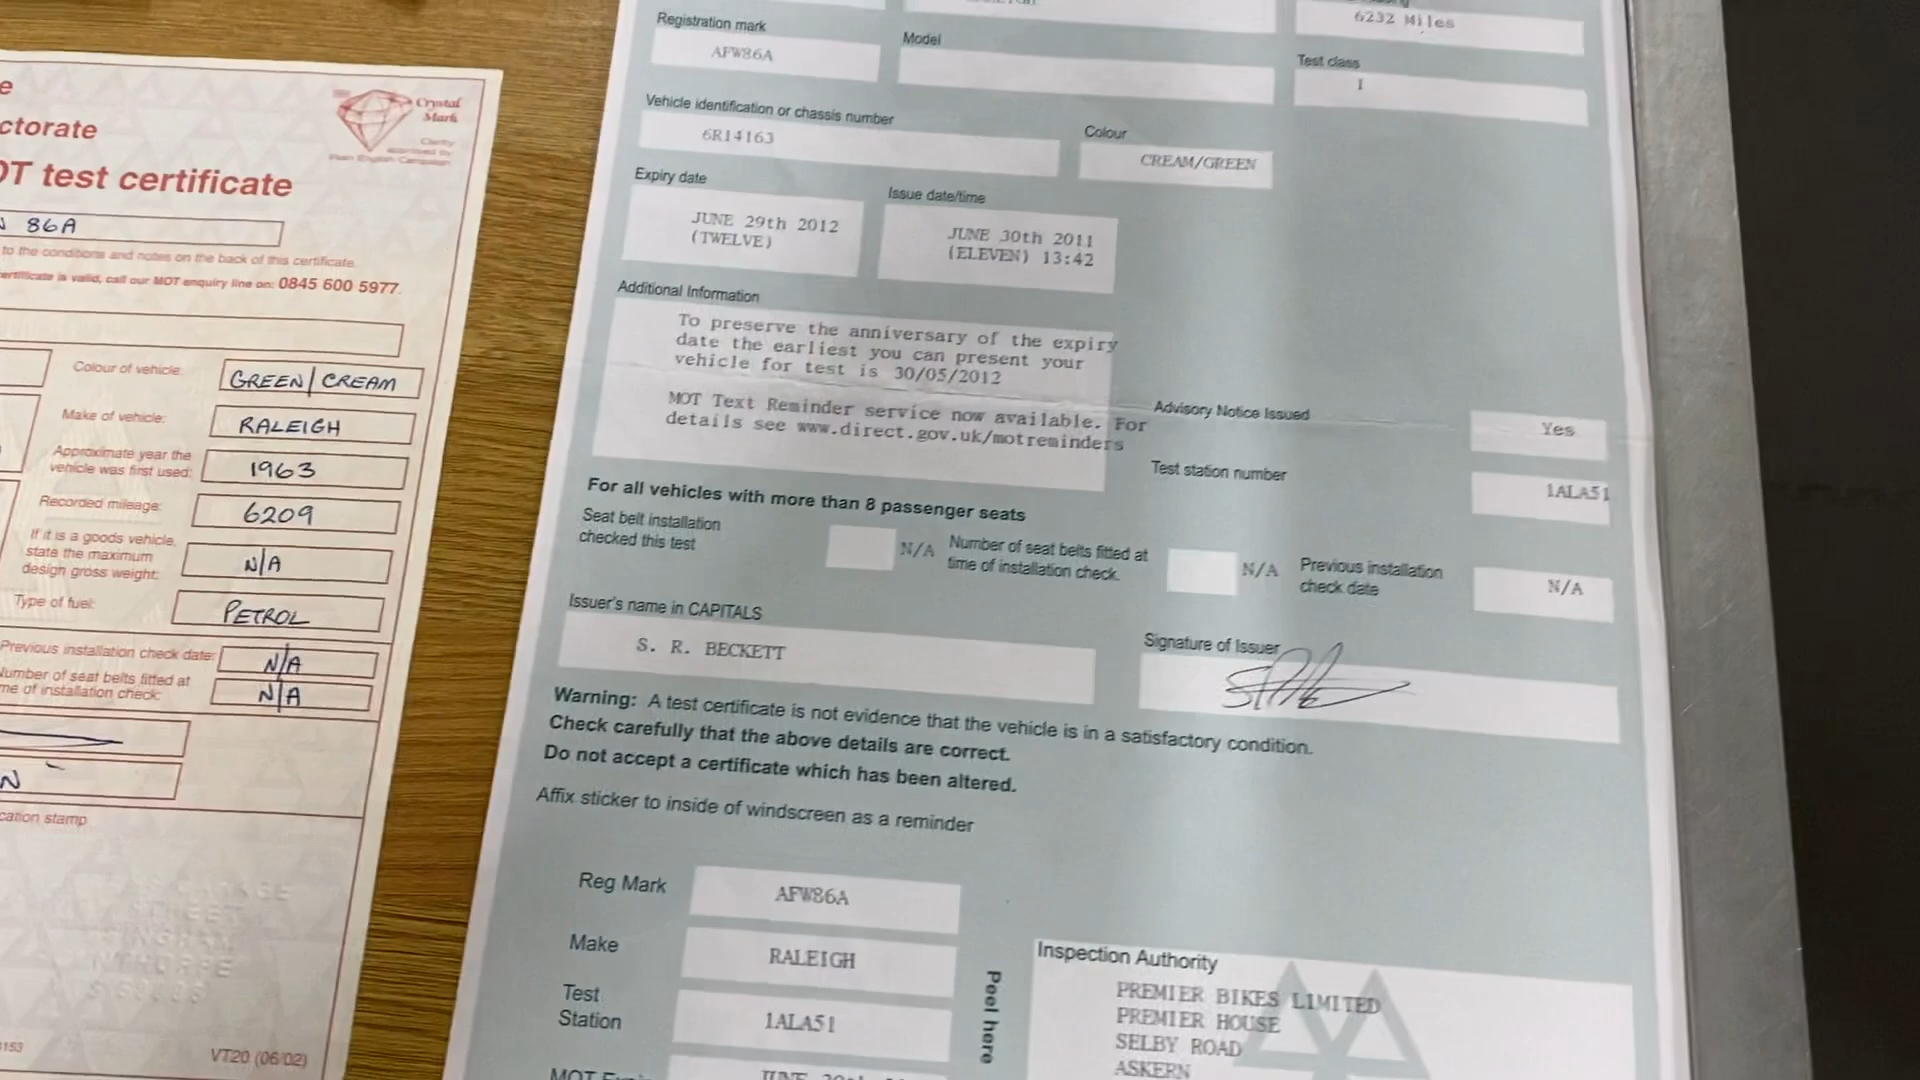 ctorate
OT test certificate
Crystal
Mark
Clarity
approved by
Plain English Campaign
86A
to the conditions and notes on the back of this certificate.
certificate is valid, call our MOT enquiry line on: 0845 600 5977.
Colour of vehicle:
GREEN/CREAM
Make of vehicle:
RALEIGH
Approximate year the
vehicle was first used:
1963
Recorded mileage:
6209
If it is a goods vehicle,
state the maximum
design gross weight:
N/A
Type of fuel:
PETROL
Previous installation check date:
N/A
Number of seat belts fitted at
me of installation check:
N/A
N
cation stamp
153
VT20 (06/02)
6232 Miles
Registration mark
AFW86A
Model
Test class
I
Vehicle identification or chassis number
6R14163
Colour
CREAM/GREEN
Expiry date
JUNE 29th 2012
(TWELVE)
Issue date/time
JUNE 30th 2011
(ELEVEN) 13:42
Additional Information
To preserve the anniversary of the expiry
date the earliest you can present your
vehicle for test is 30/05/2012
MOT Text Reminder service now available. For
details see www.direct.gov.uk/motreminders
Advisory Notice Issued
Yes
Test station number
1ALA51
For all vehicles with more than 8 passenger seats
Seat belt installation
checked this test
N/A
Number of seat belts fitted at
time of installation check.
N/A
Previous installation
check date
N/A
Issuer's name in CAPITALS
S. R. BECKETT
Signature of Issuer
Warning: A test certificate is not evidence that the vehicle is in a satisfactory condition.
Check carefully that the above details are correct.
Do not accept a certificate which has been altered.
Affix sticker to inside of windscreen as a reminder
Reg Mark
AFW86A
Make
RALEIGH
Test
Station
1ALA51
Peel here
Inspection Authority
PREMIER BIKES LIMITED
PREMIER HOUSE
SELBY ROAD
ASKERN